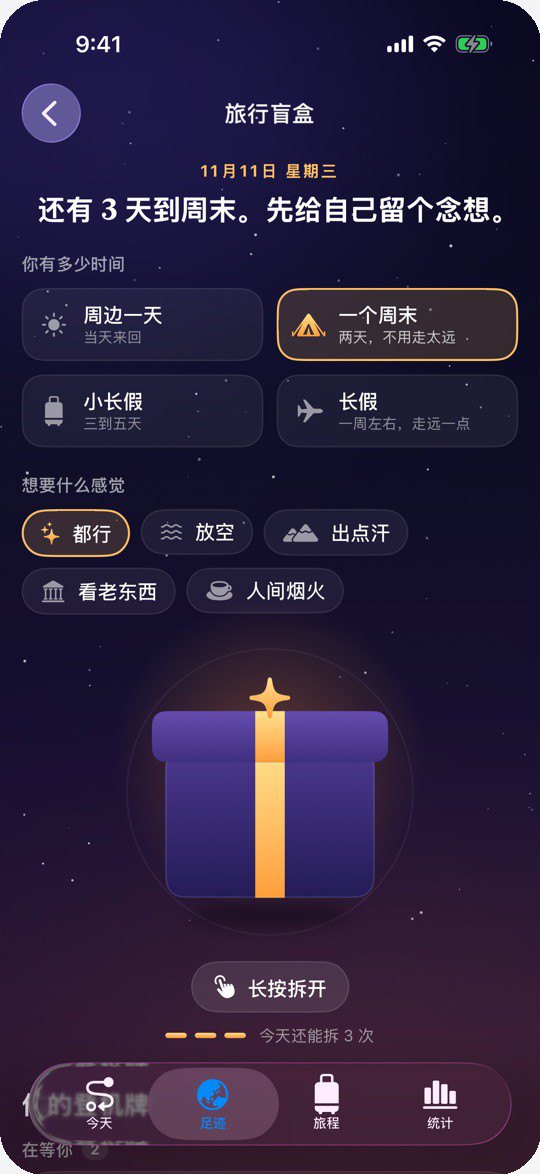 9:41
旅行盲盒
11月11日 星期三
还有 3 天到周末。先给自己留个念想。
你有多少时间
周边一天
当天来回
一个周末
两天，不用走太远
小长假
三到五天
长假
一周左右，走远一点
想要什么感觉
都行
放空
出点汗
看老东西
人间烟火
长按拆开
今天还能拆 3 次
的登机牌
今天
足迹
旅程
统计
在等你 2